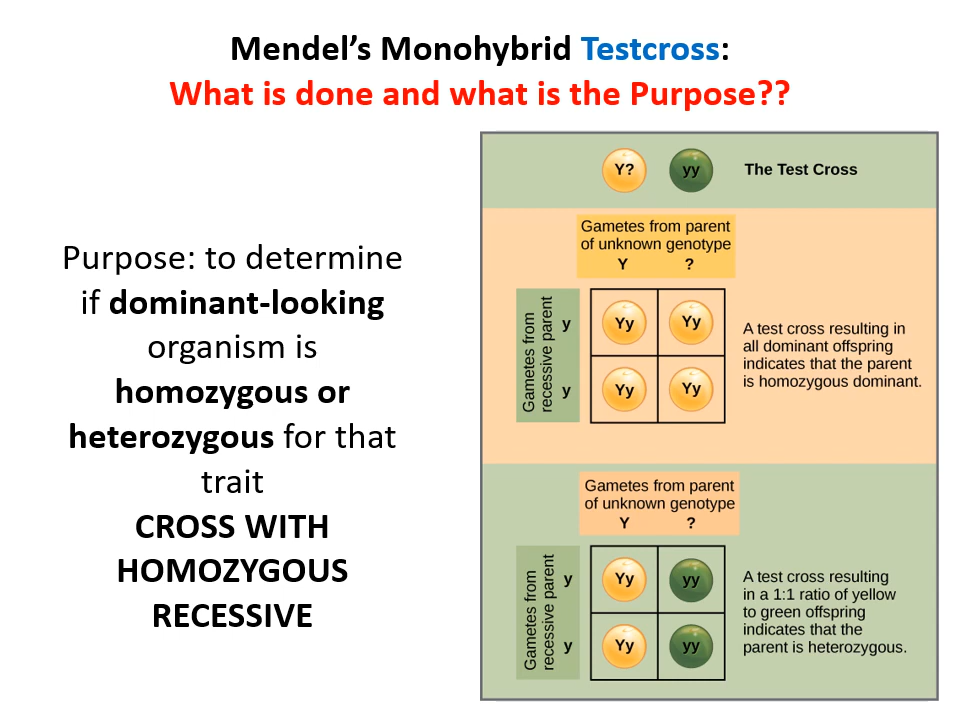 Mendel's Monohybrid Testcross:
What is done and what is the Purpose??
Purpose: to determine
if dominant-looking
organism is
homozygous or
heterozygous for that
trait
CROSS WITH
HOMOZYGOUS
RECESSIVE
Y? yy The Test Cross
Gametes from parent
of unknown genotype
Y ?
Gametes from
recessive parent
y Yy Yy
y Yy Yy
A test cross resulting in
all dominant offspring
indicates that the parent
is homozygous dominant.
Gametes from parent
of unknown genotype
Y ?
Gametes from
recessive parent
y Yy yy
y Yy yy
A test cross resulting
in a 1:1 ratio of yellow
to green offspring
indicates that the
parent is heterozygous.